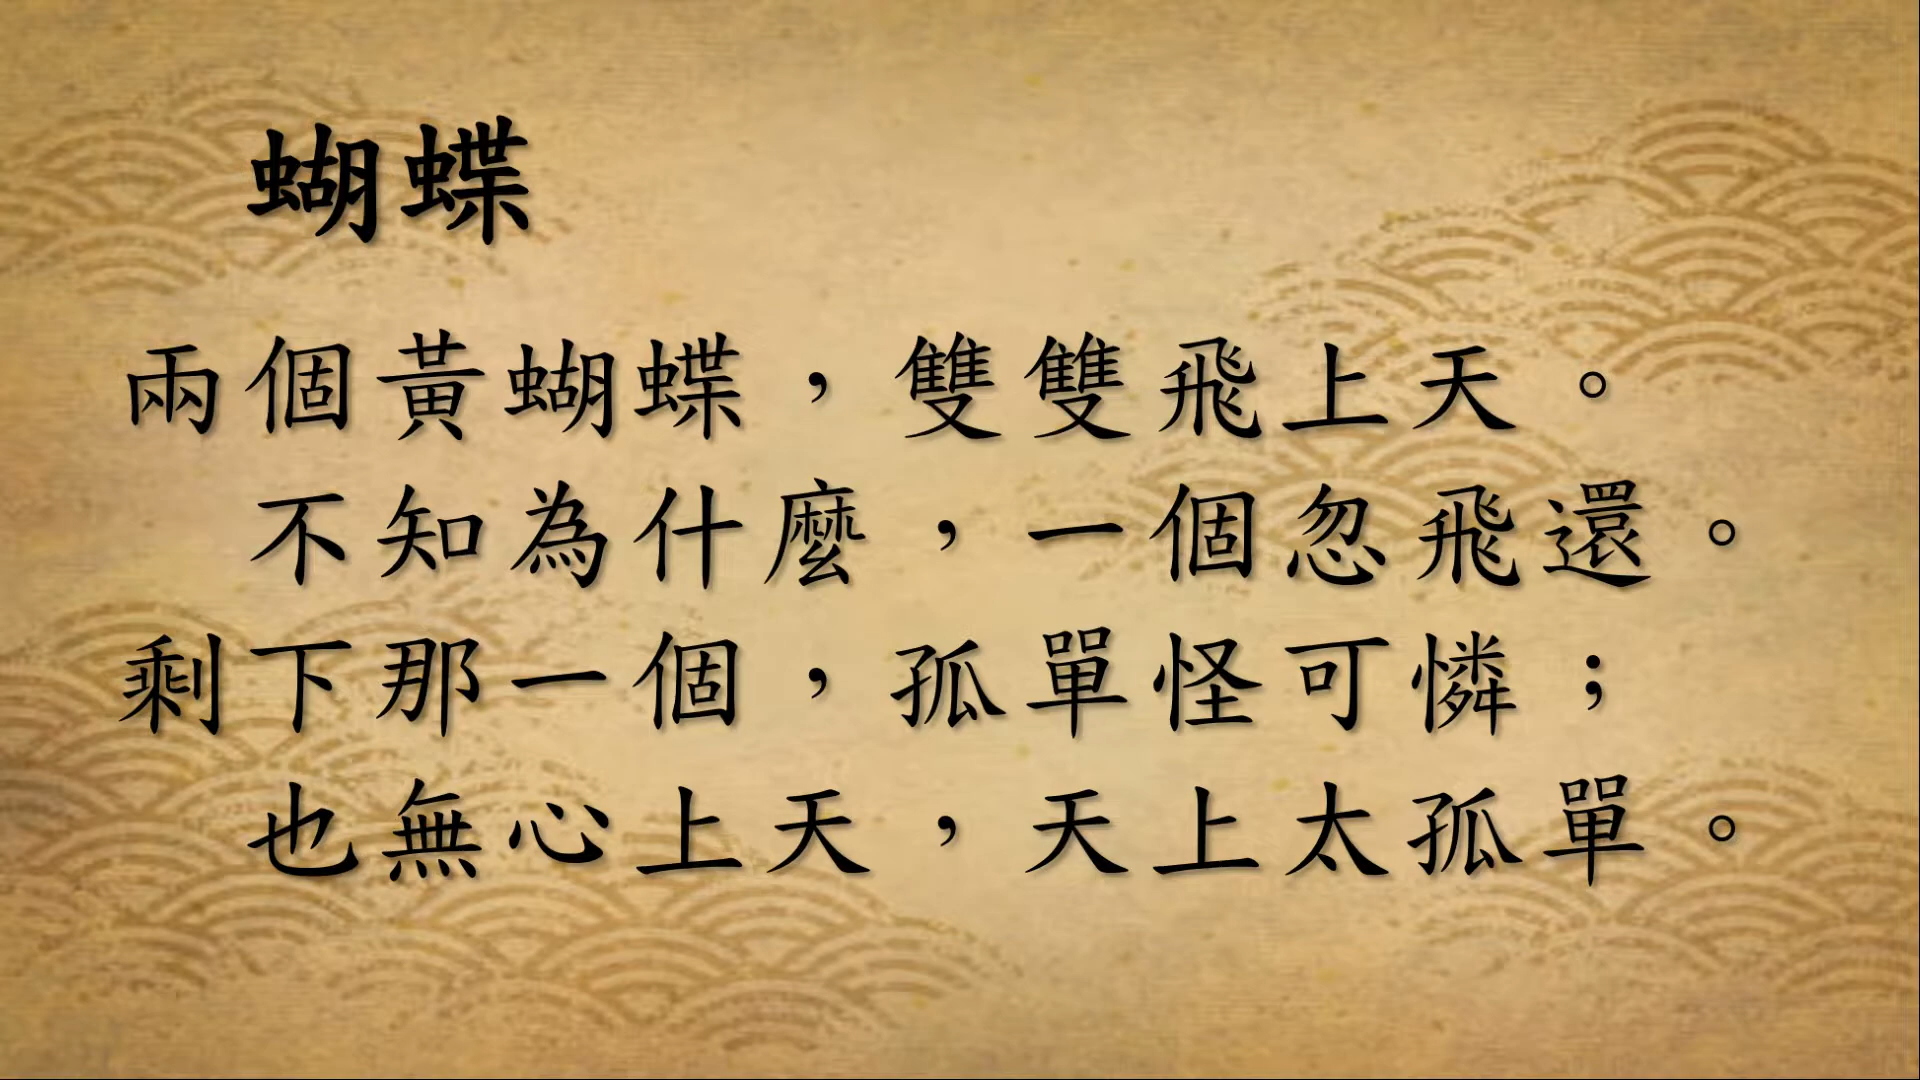 蝴蝶
兩個黃蝴蝶，雙雙飛上天。
不知為什麼，一個忽飛還。
剩下那一個，孤單怪可憐；
也無心上天，天上太孤單。